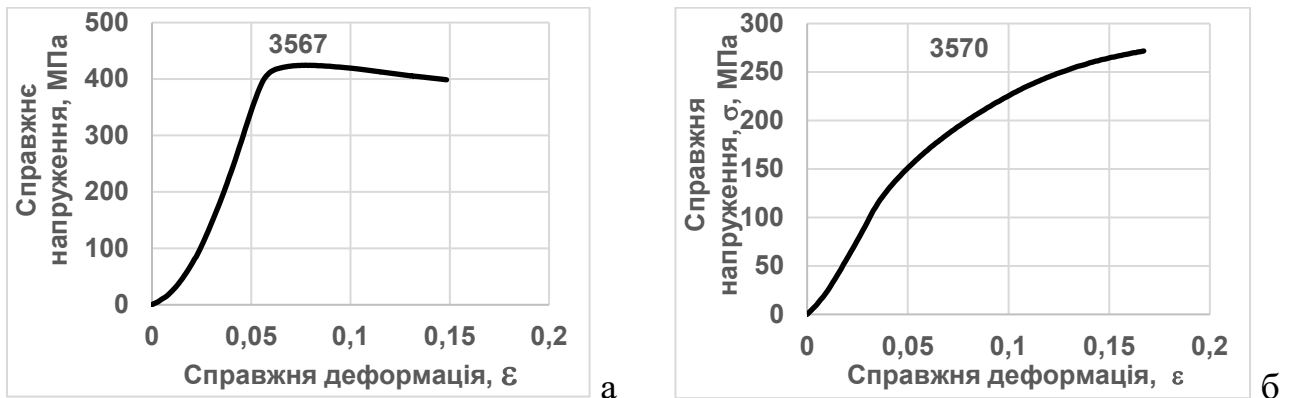 500
400
300
200
100
0
3567
Справжнє
напруження, МПа
0 0,05 0,1 0,15 0,2
Справжня деформація, ε
а
300
250
200
150
100
50
0
3570
Справжня
напруження, σ, МПа
0 0,05 0,1 0,15 0,2
Справжня деформація, ε
б